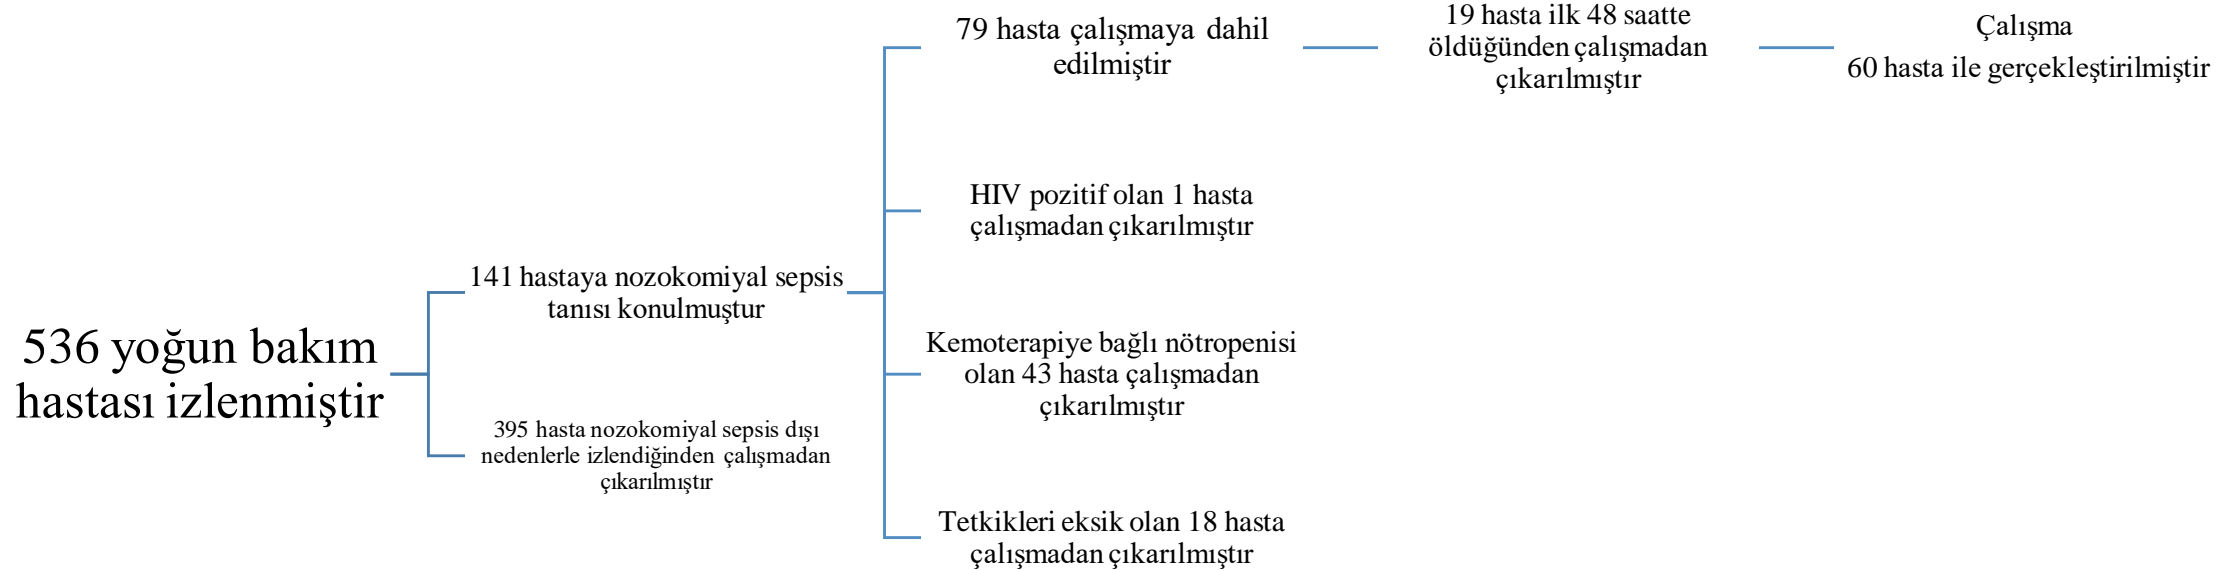 536 yoğun bakım
hastası izlenmiştir
141 hastaya nozokomiyal sepsis
tanısı konulmuştur
79 hasta çalışmaya dahil
edilmiştir
19 hasta ilk 48 saatte
öldüğünden çalışmadan
çıkarılmıştır
Çalışma
60 hasta ile gerçekleştirilmiştir
HIV pozitif olan 1 hasta
çalışmadan çıkarılmıştır
Kemoterapiye bağlı nötropenisi
olan 43 hasta çalışmadan
çıkarılmıştır
Tetkikleri eksik olan 18 hasta
çalışmadan çıkarılmıştır
395 hasta nozokomiyal sepsis dışı
nedenlerle izlendiğinden çalışmadan
çıkarılmıştır